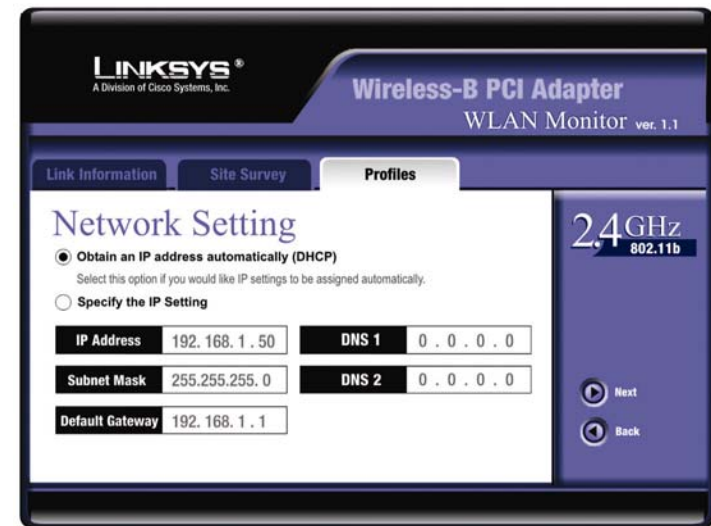 LINKSYS®
A Division of Cisco Systems, Inc.
Wireless-B PCI Adapter
WLAN Monitor ver. 1.1
Link Information Site Survey Profiles
Network Setting
2.4 GHz
802.11b
Obtain an IP address automatically (DHCP)
Select this option if you would like IP settings to be assigned automatically.
Specify the IP Setting
IP Address 192. 168. 1 . 50 DNS 1 0 . 0 . 0 . 0
Subnet Mask 255.255.255. 0 DNS 2 0 . 0 . 0 . 0
Default Gateway 192. 168. 1 . 1
Next
Back